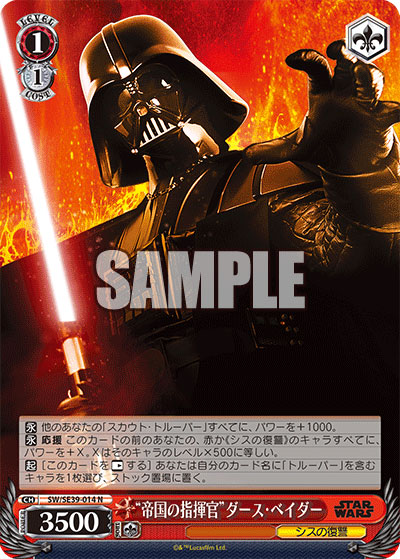 LEVEL
1
1
COST
SAMPLE
永 他のあなたの「スカウト・トルーパー」すべてに、パワーを+1000。
永 応援 このカードの前のあなたの、赤か《シスの復讐》のキャラすべてに、パワーを+X。Xはそのキャラのレベル×500に等しい。
起 [このカードを する] あなたは自分のカード名に「トルーパー」を含むキャラを1枚選び、ストック置場に置く。
CH SW/SE39-014 N
POWER 3500 “帝国の指揮官”ダース・ベイダー
STAR WARS
シスの復讐
©&™Lucasfilm Ltd.